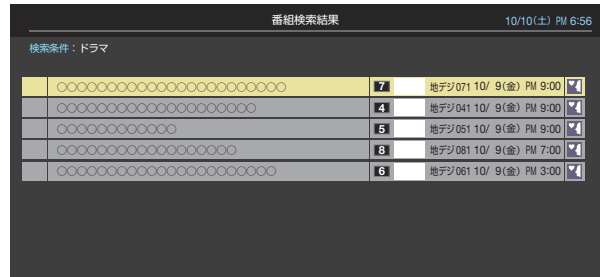 番組検索結果 10/10(土) PM 6:56
検索条件：ドラマ
○○○○○○○○○○○○○○○○○○○○○○○ 7 地デジ071 10/ 9(金) PM 9:00
○○○○○○○○○○○○○○○○○○○○ 4 地デジ041 10/ 9(金) PM 9:00
○○○○○○○○○○○○ 5 地デジ051 10/ 9(金) PM 9:00
○○○○○○○○○○○○○○○○○○ 8 地デジ081 10/ 9(金) PM 7:00
○○○○○○○○○○○○○○○○○○○○○○ 6 地デジ061 10/ 9(金) PM 3:00